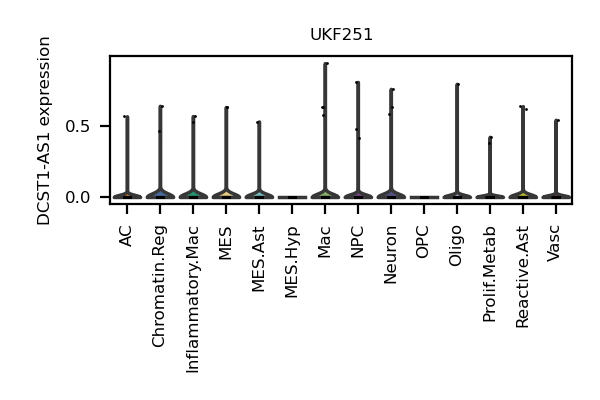 UKF251
DCST1-AS1 expression
0.5
0.0
AC
Chromatin.Reg
Inflammatory.Mac
MES
MES.Ast
MES.Hyp
Mac
NPC
Neuron
OPC
Oligo
Prolif.Metab
Reactive.Ast
Vasc